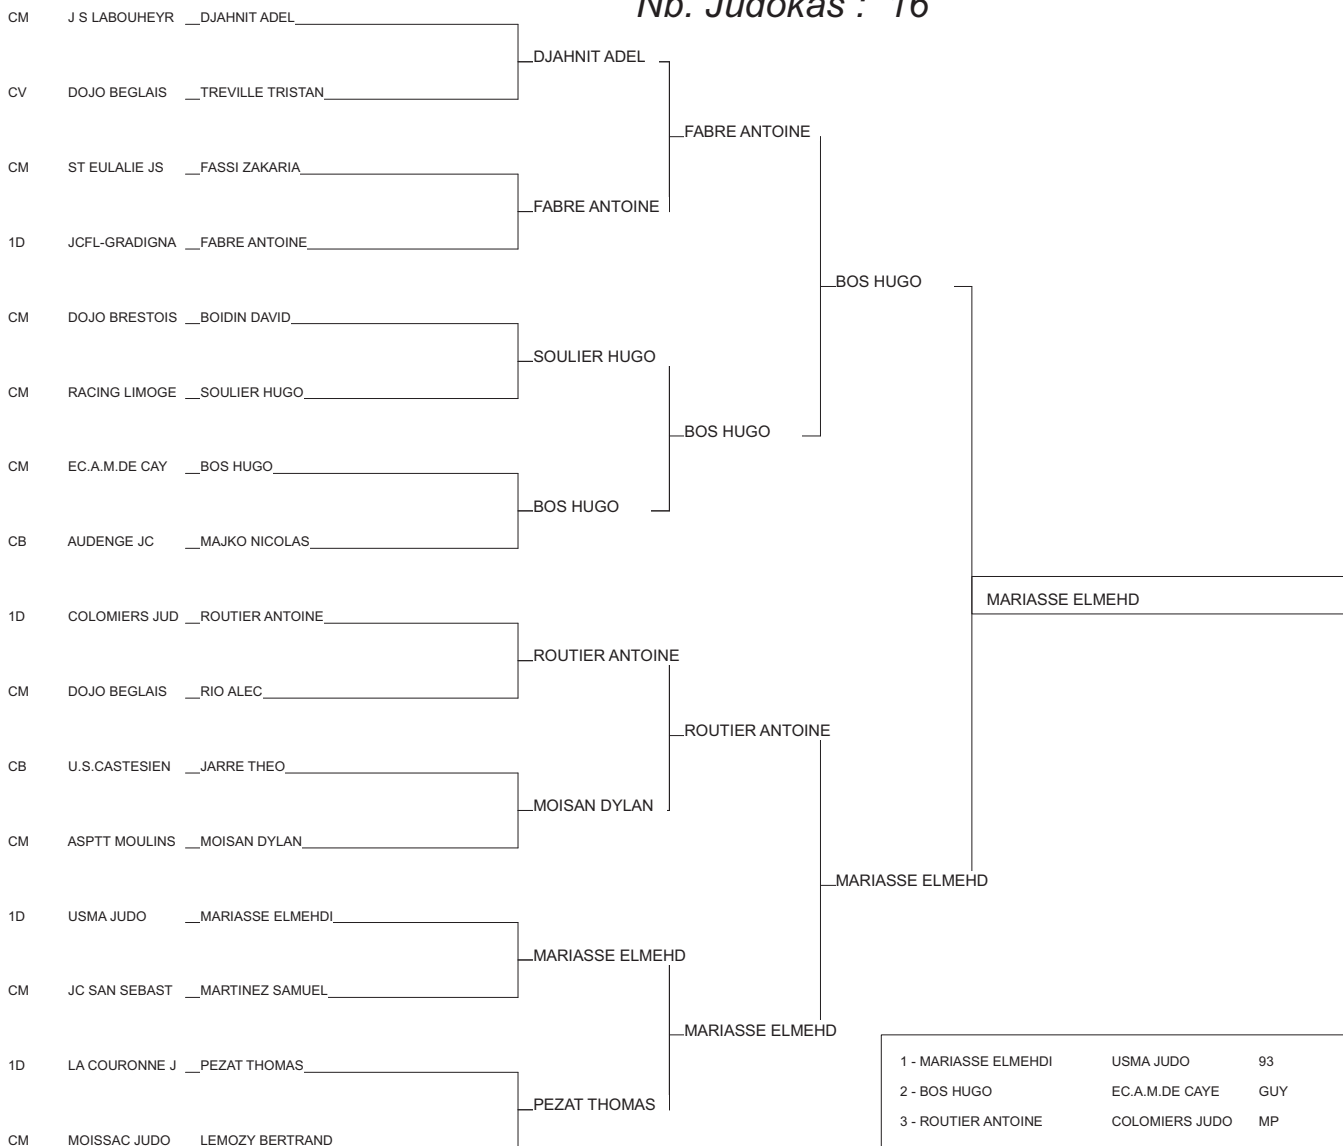 Nb. Judokas : 16
CM J S LABOUHEYR DJAHNIT ADEL
DJAHNIT ADEL
CV DOJO BEGLAIS TREVILLE TRISTAN
FABRE ANTOINE
CM ST EULALIE JS FASSI ZAKARIA
FABRE ANTOINE
1D JCFL-GRADIGNA FABRE ANTOINE
BOS HUGO
CM DOJO BRESTOIS BOIDIN DAVID
SOULIER HUGO
CM RACING LIMOGE SOULIER HUGO
BOS HUGO
CM EC.A.M.DE CAY BOS HUGO
BOS HUGO
CB AUDENGE JC MAJKO NICOLAS
MARIASSE ELMEHD
1D COLOMIERS JUD ROUTIER ANTOINE
ROUTIER ANTOINE
CM DOJO BEGLAIS RIO ALEC
ROUTIER ANTOINE
CB U.S.CASTESIEN JARRE THEO
MOISAN DYLAN
CM ASPTT MOULINS MOISAN DYLAN
MARIASSE ELMEHD
1D USMA JUDO MARIASSE ELMEHDI
MARIASSE ELMEHD
CM JC SAN SEBAST MARTINEZ SAMUEL
MARIASSE ELMEHD
1D LA COURONNE J PEZAT THOMAS
PEZAT THOMAS
CM MOISSAC JUDO LEMOZY BERTRAND
1 - MARIASSE ELMEHDI USMA JUDO 93
2 - BOS HUGO EC.A.M.DE CAYE GUY
3 - ROUTIER ANTOINE COLOMIERS JUDO MP